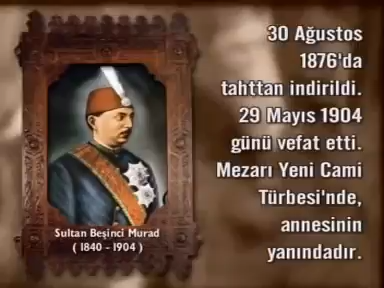 30 Ağustos
1876'da
tahttan indirildi.
29 Mayıs 1904
günü vefat etti.
Mezarı Yeni Cami
Türbesi'nde,
annesinin
yanındadır.
Sultan Beşinci Murad
( 1840 - 1904 )